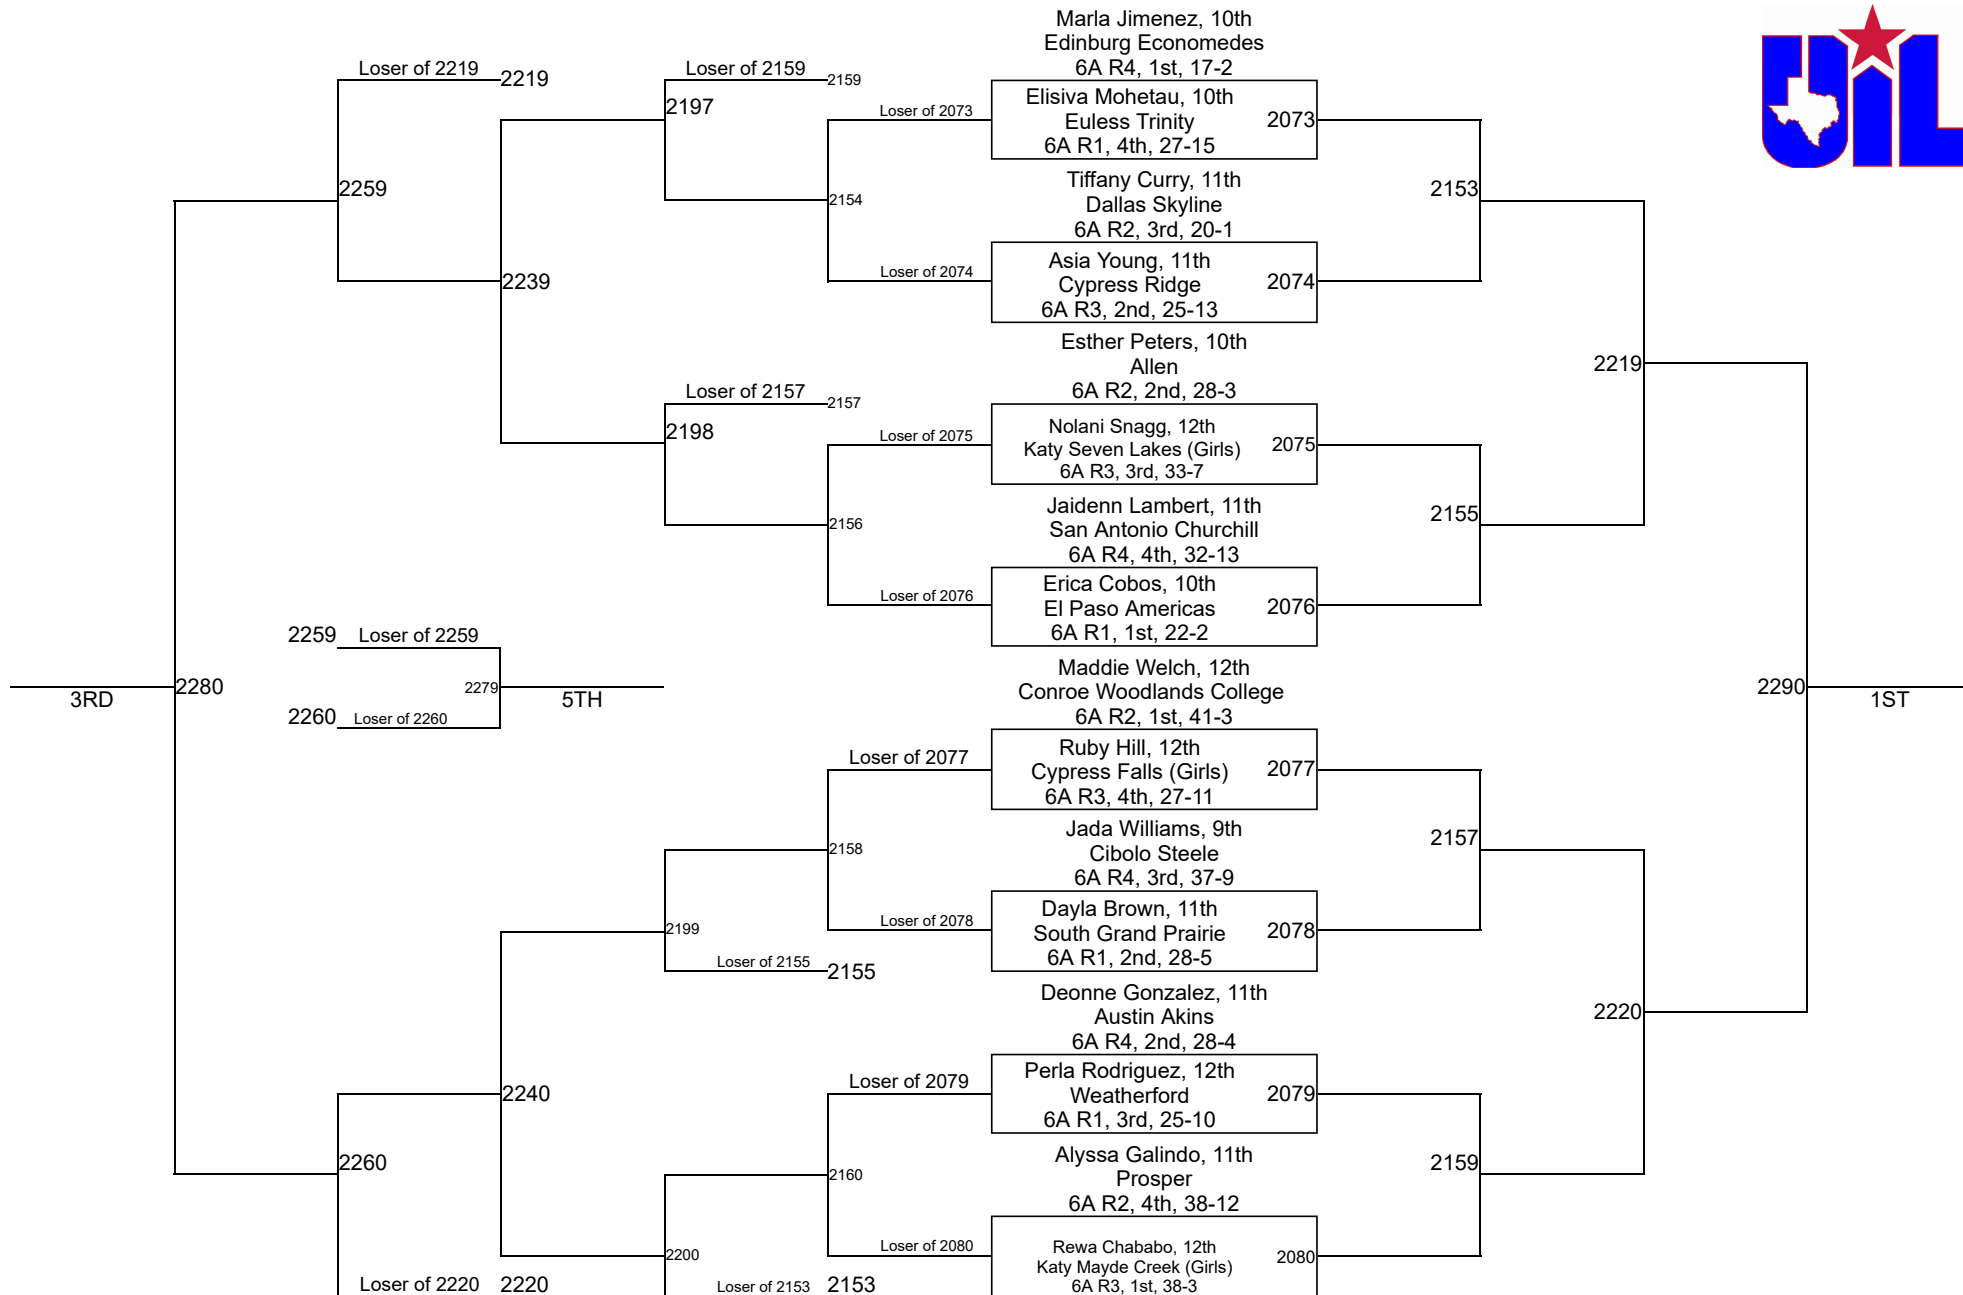 Marla Jimenez, 10th
Edinburg Economedes
6A R4, 1st, 17-2
UIL
Loser of 2219
2219
Loser of 2159
2159
2197
Loser of 2073
Elisiva Mohetau, 10th
Euless Trinity
6A R1, 4th, 27-15
2073
Tiffany Curry, 11th
Dallas Skyline
6A R2, 3rd, 20-1
2259
2154
2153
Loser of 2074
Asia Young, 11th
Cypress Ridge
6A R3, 2nd, 25-13
2074
2239
Esther Peters, 10th
Allen
6A R2, 2nd, 28-3
2219
Loser of 2157
2157
2198
Loser of 2075
Nolani Snagg, 12th
Katy Seven Lakes (Girls)
6A R3, 3rd, 33-7
2075
Jaidenn Lambert, 11th
San Antonio Churchill
6A R4, 4th, 32-13
2156
2155
Loser of 2076
Erica Cobos, 10th
El Paso Americas
6A R1, 1st, 22-2
2076
2259
Loser of 2259
Maddie Welch, 12th
Conroe Woodlands College
6A R2, 1st, 41-3
3RD
2280
2279
5TH
2290
1ST
2260
Loser of 2260
Loser of 2077
Ruby Hill, 12th
Cypress Falls (Girls)
6A R3, 4th, 27-11
2077
Jada Williams, 9th
Cibolo Steele
6A R4, 3rd, 37-9
2158
2157
Loser of 2078
Dayla Brown, 11th
South Grand Prairie
6A R1, 2nd, 28-5
2078
2199
Loser of 2155
2155
Deonne Gonzalez, 11th
Austin Akins
6A R4, 2nd, 28-4
2220
Loser of 2079
Perla Rodriguez, 12th
Weatherford
6A R1, 3rd, 25-10
2079
2240
Alyssa Galindo, 11th
Prosper
6A R2, 4th, 38-12
2260
2160
2159
Loser of 2080
Rewa Chababo, 12th
Katy Mayde Creek (Girls)
6A R3, 1st, 38-3
2080
2200
Loser of 2220
2220
Loser of 2153
2153